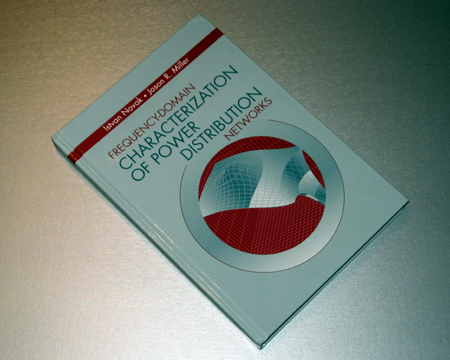 Istvan Novak • Jason R. Miller
FREQUENCY-DOMAIN
CHARACTERIZATION
OF POWER
DISTRIBUTION
NETWORKS